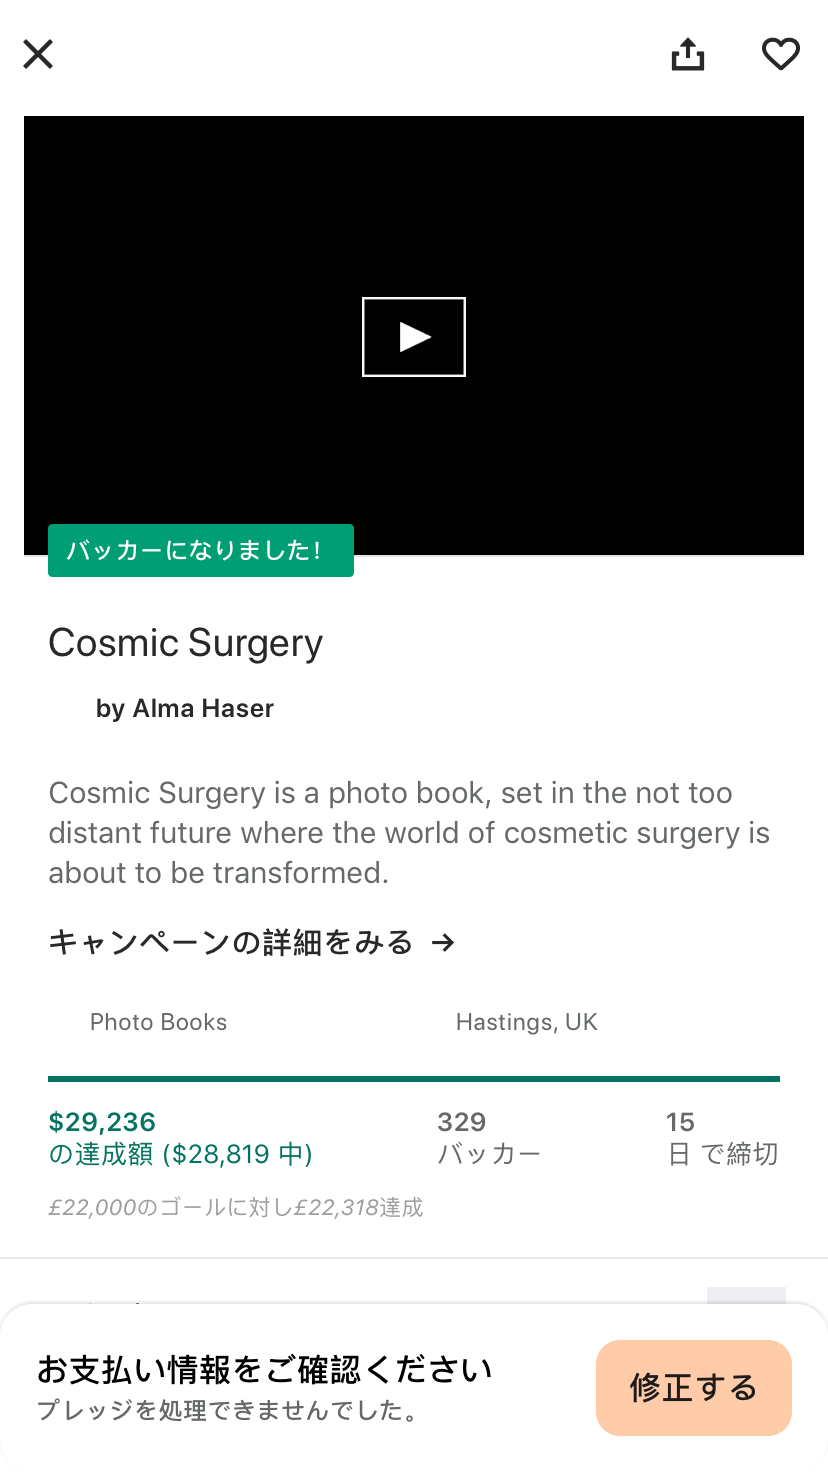 バッカーになりました!
Cosmic Surgery
by Alma Haser
Cosmic Surgery is a photo book, set in the not too
distant future where the world of cosmetic surgery is
about to be transformed.
キャンペーンの詳細をみる →
Photo Books
Hastings, UK
$29,236
の達成額 ($28,819 中)
329
バッカー
15
日 で締切
£22,000のゴールに対し£22,318達成
お支払い情報をご確認ください
プレッジを処理できませんでした。
修正する